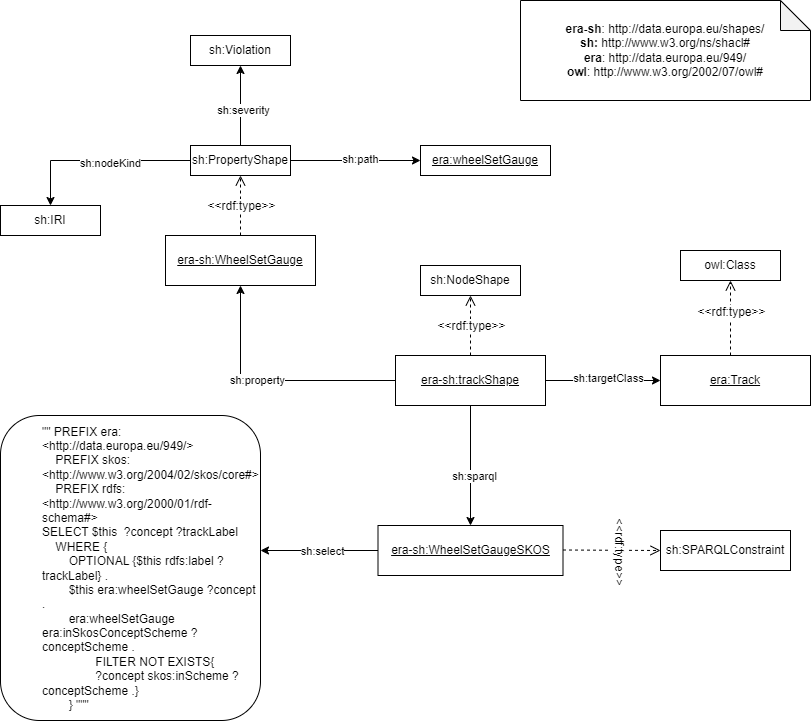 era-sh: http://data.europa.eu/shapes/
sh: http://www.w3.org/ns/shacl#
era: http://data.europa.eu/949/
owl: http://www.w3.org/2002/07/owl#
sh:Violation
sh:severity
sh:PropertyShape
sh:nodeKind
sh:path
era:wheelSetGauge
sh:IRI
<<rdf:type>>
era-sh:WheelSetGauge
sh:NodeShape
owl:Class
<<rdf:type>>
<<rdf:type>>
sh:property
era-sh:trackShape
sh:targetClass
era:Track
"" PREFIX era:
<http://data.europa.eu/949/>
PREFIX skos:
<http://www.w3.org/2004/02/skos/core#>
PREFIX rdfs:
<http://www.w3.org/2000/01/rdf-
schema#>
SELECT $this ?concept ?trackLabel
WHERE {
OPTIONAL {$this rdfs:label ?
trackLabel} .
$this era:wheelSetGauge ?concept
.
era:wheelSetGauge
era:inSkosConceptScheme ?
conceptScheme .
FILTER NOT EXISTS{
?concept skos:inScheme ?
conceptScheme .}
} """
sh:sparql
sh:select
era-sh:WheelSetGaugeSKOS
<<rdf:type>>
sh:SPARQLConstraint